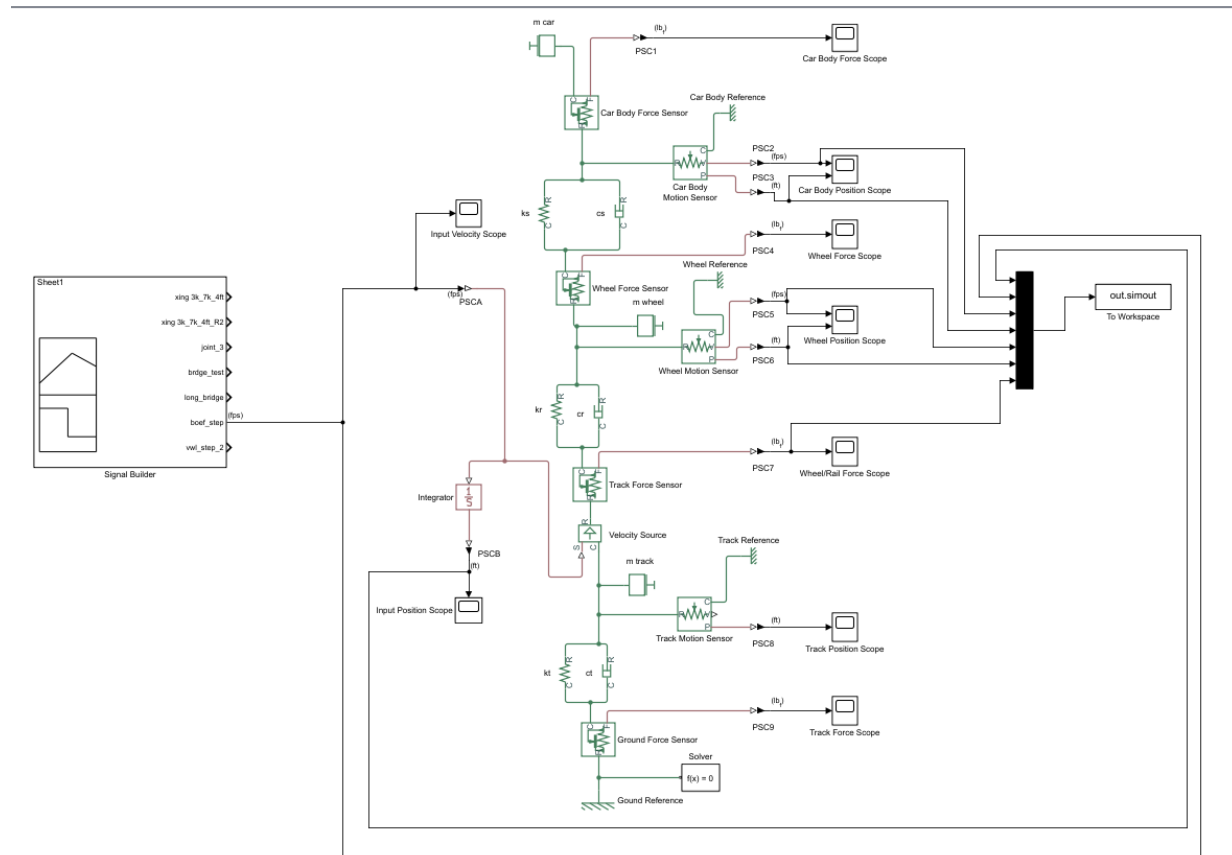 m car
(lbf)
PSC1
Car Body Force Scope
C
F
R
Car Body Force Sensor
Car Body Reference
C
R
V
P
Car Body
Motion Sensor
PSC2
(fps)
PSC3
(ft)
Car Body Position Scope
ks
R
C
cs
R
C
Input Velocity Scope
(lbf)
PSC4
Wheel Force Scope
C
F
R
Wheel Force Sensor
Wheel Reference
m wheel
C
R
V
P
Wheel Motion Sensor
(fps)
PSC5
(ft)
PSC6
Wheel Position Scope
out.simout
To Workspace
Sheet1
xing 3k_7k_4ft
xing 3k_7k_4ft_R2
joint_3
brdge_test
long_bridge
boef_step
(fps)
vwl_step_2
Signal Builder
(fps)
PSCA
kr
R
C
cr
R
C
(lbf)
PSC7
Wheel/Rail Force Scope
C
F
R
Track Force Sensor
Integrator
1
s
PSCB
(ft)
Input Position Scope
R
S
C
Velocity Source
m track
Track Reference
C
R
P
Track Motion Sensor
(ft)
PSC8
Track Position Scope
kt
R
C
ct
R
C
(lbf)
PSC9
Track Force Scope
C
F
R
Ground Force Sensor
Solver
f(x) = 0
Gound Reference